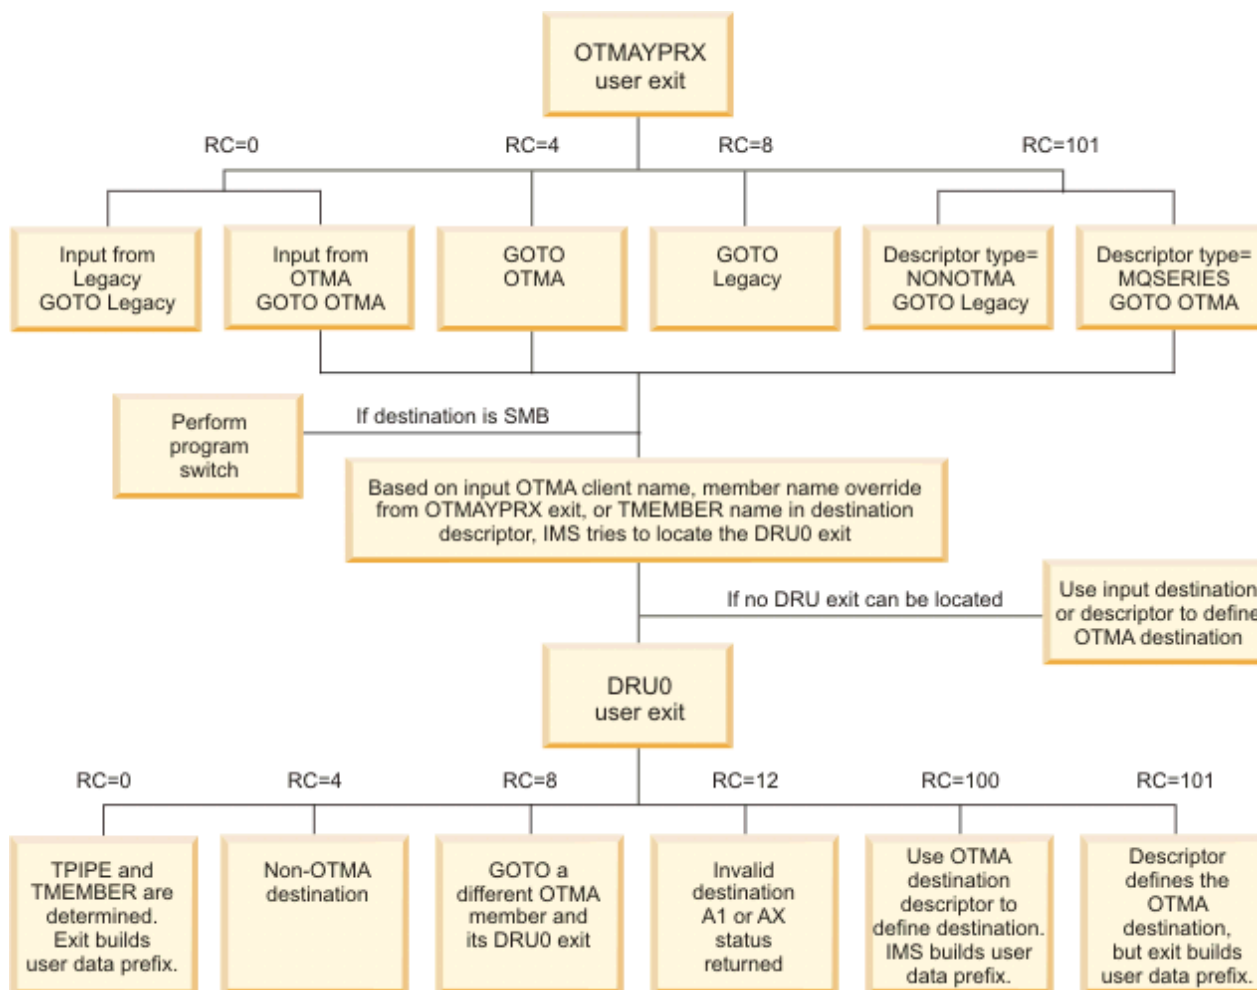 OTMAYPRX
user exit
RC=0
RC=4
RC=8
RC=101
Input from
Legacy
GOTO Legacy
Input from
OTMA
GOTO OTMA
GOTO
OTMA
GOTO
Legacy
Descriptor type=
NONOTMA
GOTO Legacy
Descriptor type=
MQSERIES
GOTO OTMA
Perform
program
switch
If destination is SMB
Based on input OTMA client name, member name override
from OTMAYPRX exit, or TMEMBER name in destination
descriptor, IMS tries to locate the DRU0 exit
If no DRU exit can be located
Use input destination
or descriptor to define
OTMA destination
DRU0
user exit
RC=0
RC=4
RC=8
RC=12
RC=100
RC=101
TPIPE and
TMEMBER are
determined.
Exit builds
user data prefix.
Non-OTMA
destination
GOTO a
different OTMA
member and
its DRU0 exit
Invalid
destination
A1 or AX
status
returned
Use OTMA
destination
descriptor to
define destination.
IMS builds user
data prefix.
Descriptor
defines the
OTMA
destination,
but exit builds
user data prefix.